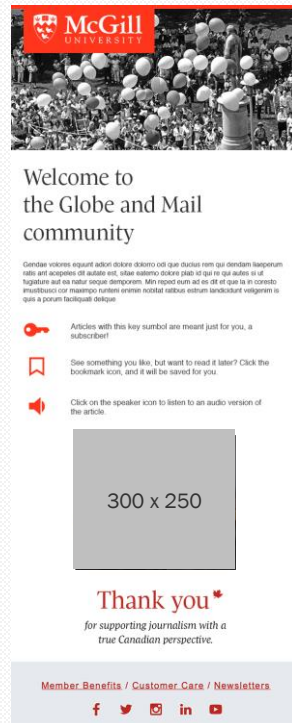 McGill
UNIVERSITY
Welcome to
the Globe and Mail
community
Gendae volores equunt adiori dolore dolorro odi que ducius rem qui dendam liaeperum
ratis ant acepeles dit autate est, sitae eatemo dolore plab id qui re qui autes si ut
fugiature aut ea natur seque demporem. Min reped eum ad es dit et que la in coresto
imustibusci cor maximpo runtem enimin nobitat ratibus estrum landicidunt veligenim is
quis a porum faciliquati delique
Articles with this key sumbol are meant just for you, a
subscriber!
See something you like, but want to read it later? Click the
bookmark icon, and it will be saved for you.
Click on the speaker icon to listen to an audio version of
the article.
300 x 250
Thank you
for supporting journalism with a
true Canadian perspective.
Member Benefits / Customer Care / Newsletters